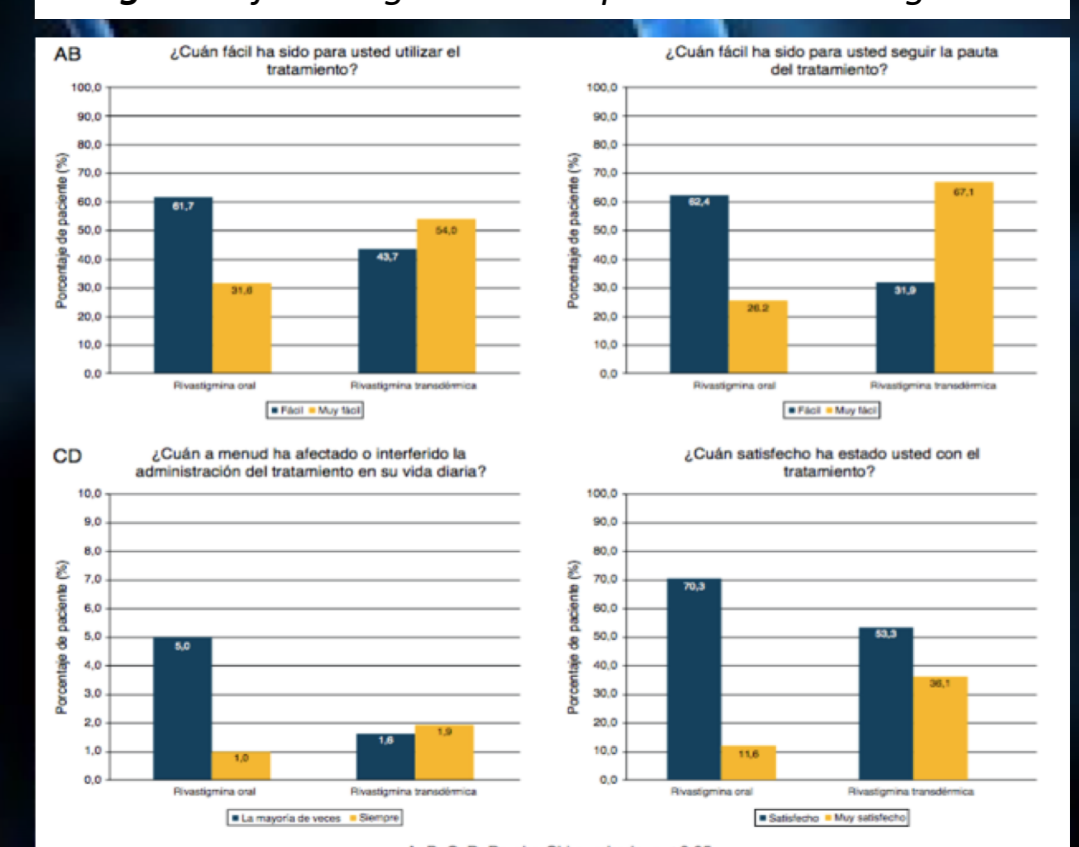 AB
¿Cuán fácil ha sido para usted utilizar el
tratamiento?
100,0
90,0
80,0
70,0
60,0
50,0
40,0
30,0
20,0
10,0
0,0
Porcentaje de paciente (%)
61,7
31,6
43,7
54,0
Rivastigmina oral
Rivastigmina transdérmica
Fácil
Muy fácil
¿Cuán fácil ha sido para usted seguir la pauta
del tratamiento?
100,0
90,0
80,0
70,0
60,0
50,0
40,0
30,0
20,0
10,0
0,0
Porcentaje de paciente (%)
62,4
26,2
31,9
67,1
Rivastigmina oral
Rivastigmina transdérmica
Fácil
Muy fácil
CD
¿Cuán a menud ha afectado o interferido la
administración del tratamiento en su vida diaria?
10,0
9,0
8,0
7,0
6,0
5,0
4,0
3,0
2,0
1,0
0,0
Porcentaje de paciente (%)
5,0
1,0
1,6
1,9
Rivastigmina oral
Rivastigmina transdérmica
La mayoría de veces
Siempre
¿Cuán satisfecho ha estado usted con el
tratamiento?
100,0
90,0
80,0
70,0
60,0
50,0
40,0
30,0
20,0
10,0
0,0
Porcentaje de paciente (%)
70,3
11,6
53,3
36,1
Rivastigmina oral
Rivastigmina transdérmica
Satisfecho
Muy satisfecho